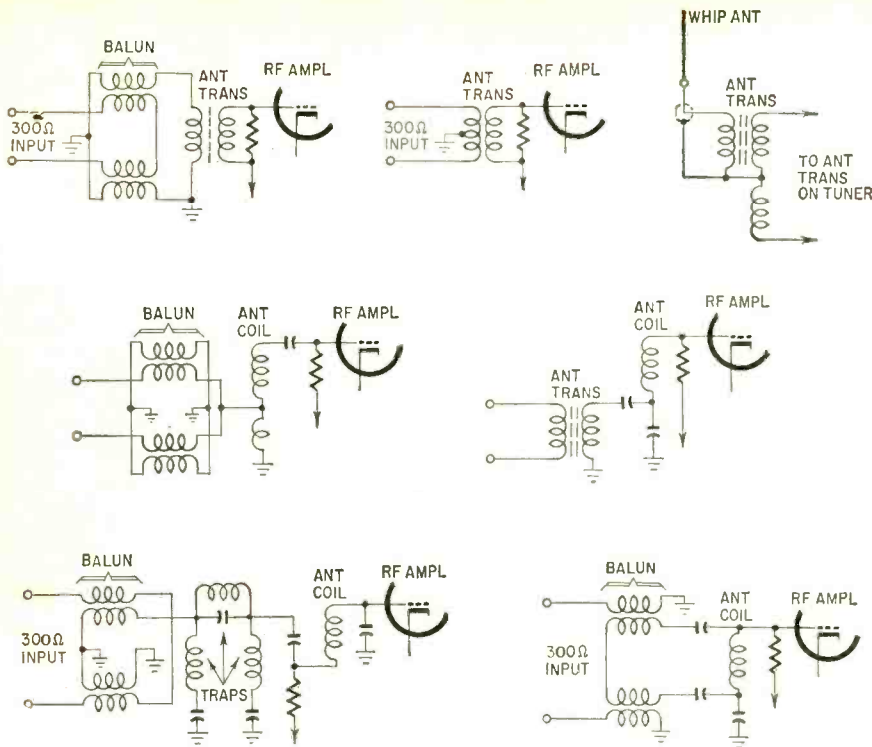 BALUN
ANT
TRANS
RF AMPL
300Ω
INPUT
ANT
TRANS
RF AMPL
300Ω
INPUT
WHIP ANT
ANT
TRANS
TO ANT
TRANS
ON TUNER
BALUN
ANT
COIL
RF AMPL
ANT
TRANS
ANT
COIL
RF AMPL
BALUN
300Ω
INPUT
TRAPS
ANT
COIL
RF AMPL
BALUN
300Ω
INPUT
ANT
COIL
RF AMPL